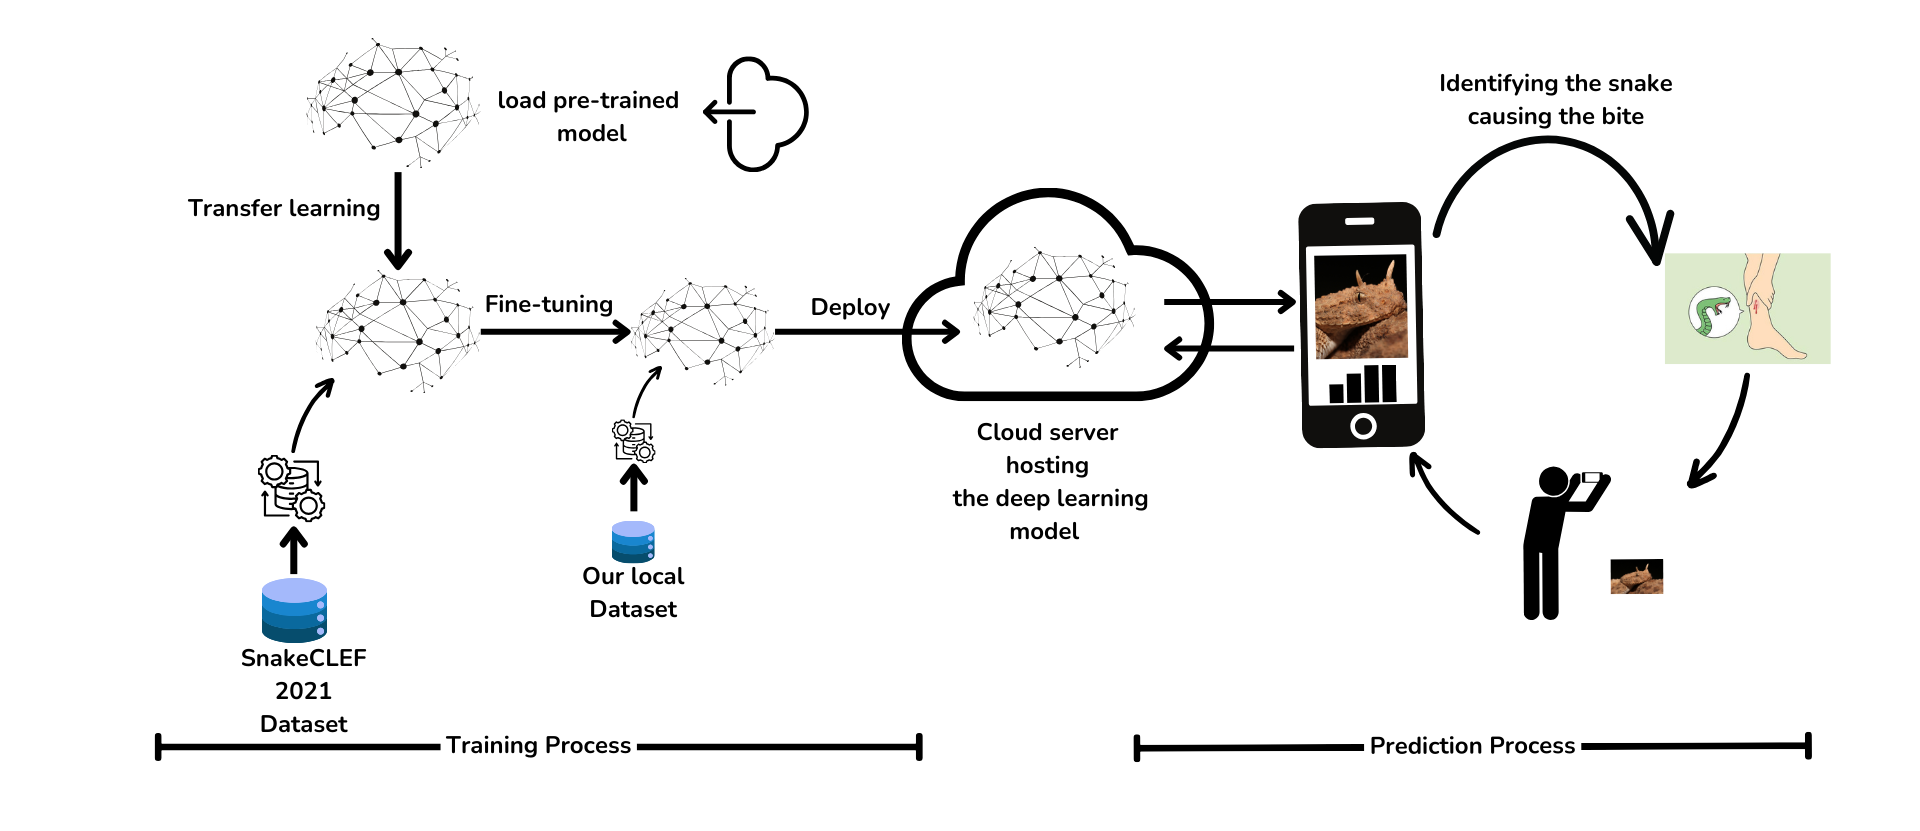 load pre-trained
model
Identifying the snake
causing the bite
Transfer learning
Fine-tuning
Deploy
Cloud server
hosting
the deep learning
model
Our local
Dataset
SnakeCLEF
2021
Dataset
Training Process
Prediction Process